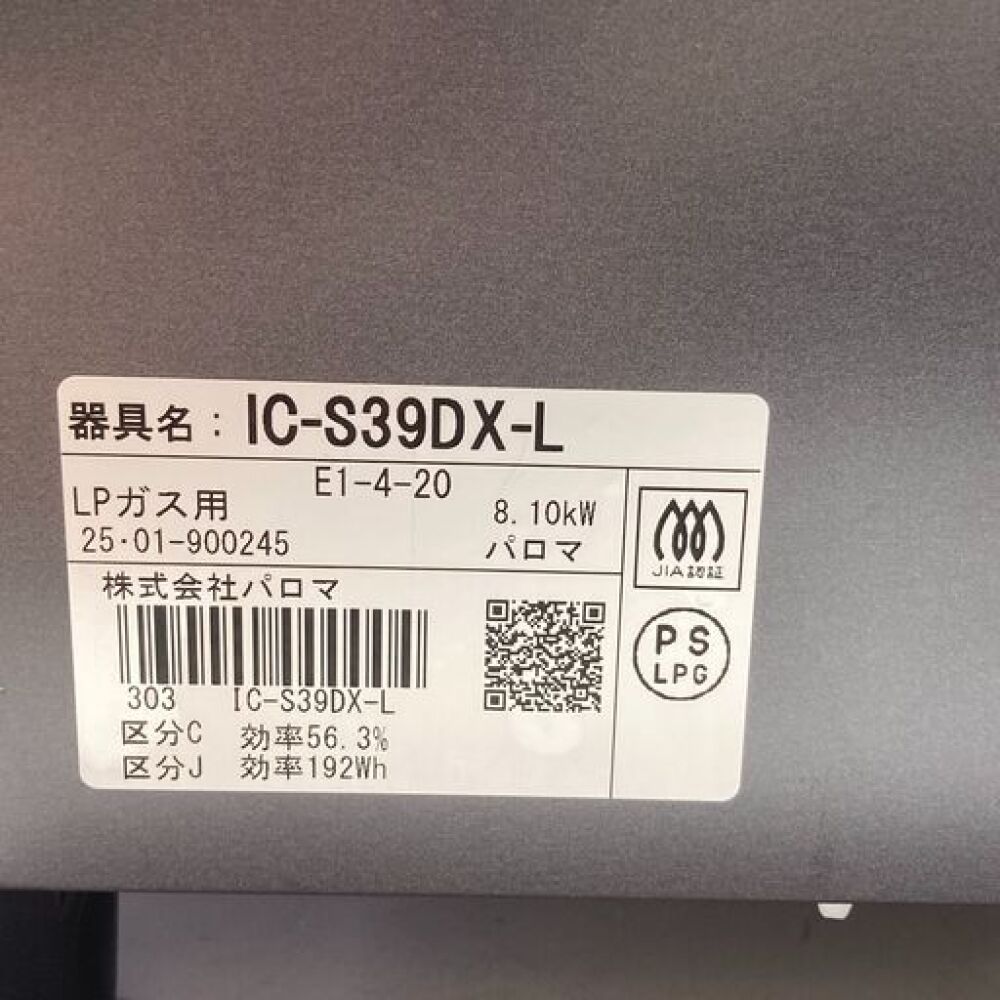 器具名：IC-S39DX-L
E1-4-20
LPガス用
8.10kW
25·01-900245
パロマ
JIA認証
株式会社パロマ
PS
LPG
303 IC-S39DX-L
区分C 効率56.3%
区分J 効率192Wh